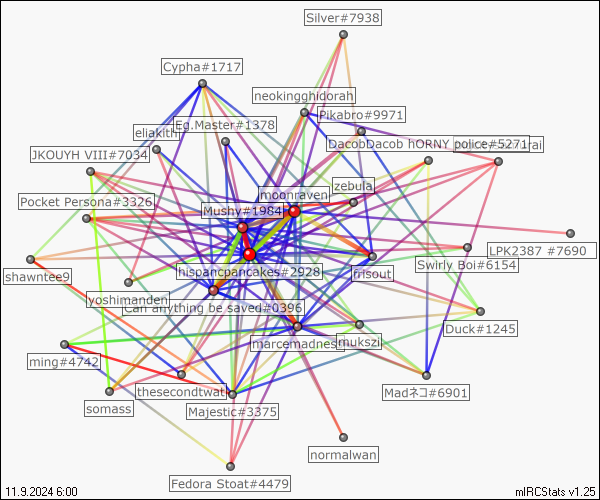 Silver#7938
Cypha#1717
neokingghidorah
Pikabro#9971
Eg.Master#1378
eliakith
DacobDacob hORNY police#5271
rai
JKOUYH VIII#7034
zebula
moonraven
Pocket Persona#3326
Mushy#1984
LPK2387 #7690
Swirly Boi#6154
shawntee9
hispancpancakes#2928
frisout
yoshimanden
Can anything be saved#0396
Duck#1245
marcemadness
mukszi
ming#4742
Madネコ#6901
thesecondtwat
somass
Majestic#3375
normalwan
Fedora Stoat#4479
11.9.2024 6:00
mIRCStats v1.25